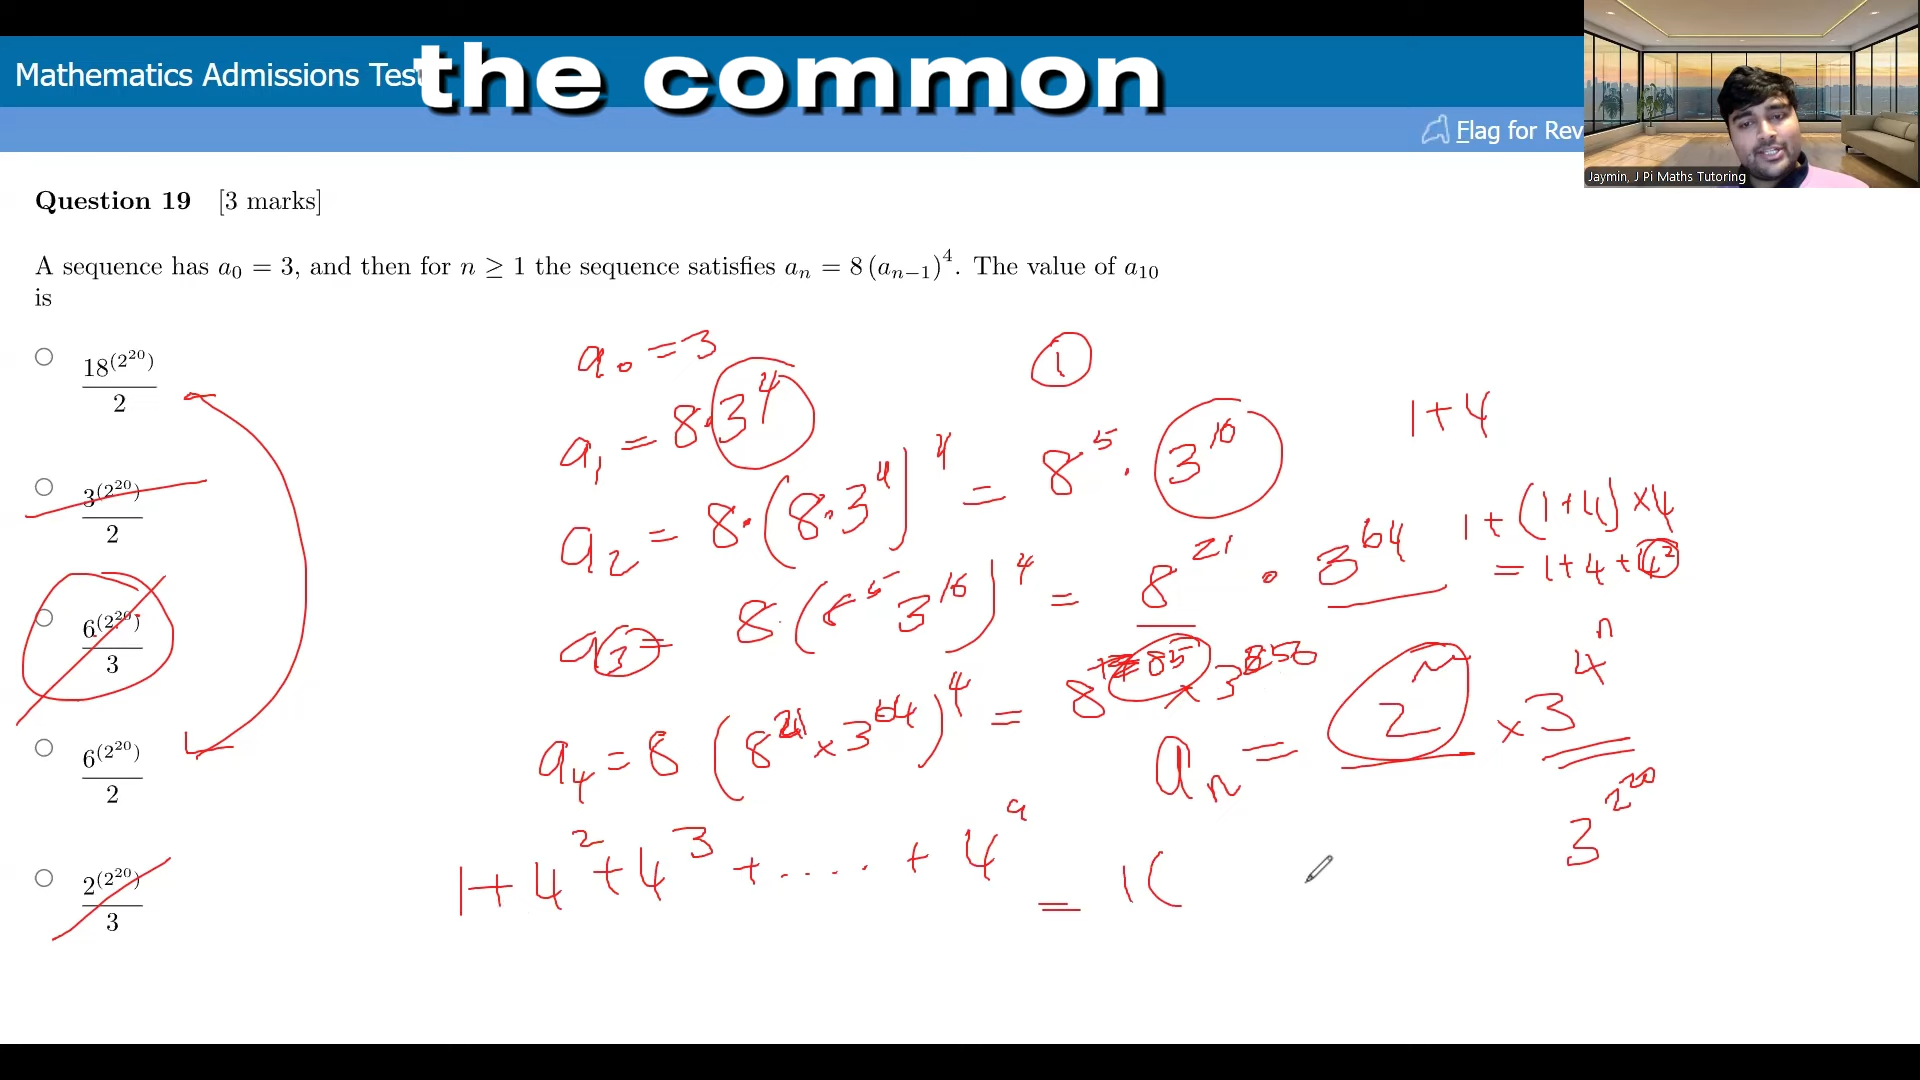 the common
Mathematics Admissions Test
Flag for Rev
Jaymin, J Pi Maths Tutoring
Question 19 [3 marks]
A sequence has a₀ = 3, and then for n ≥ 1 the sequence satisfies aₙ = 8 (aₙ₋₁)⁴. The value of a₁₀
is
18^(2^20) / 2
3^(2^20) / 2
6^(2^20) / 3
6^(2^20) / 2
2^(2^20) / 3
a₀ = 3
1
a₁ = 8·3⁴
1+4
a₂ = 8·(8·3⁴)⁴ = 8⁵ · 3¹⁶
1+(1+4)×4
= 1+4+4²
a₃ = 8·(8⁵3¹⁶)⁴ = 8²¹ · 3⁶⁴
a₄ = 8 (8²¹×3⁶⁴)⁴ = 8⁸⁵ × 3²⁵⁶
aₙ = 2^~ × 3^4^n
3^2^20
1+4²+4³+.....+4⁹ = 1(